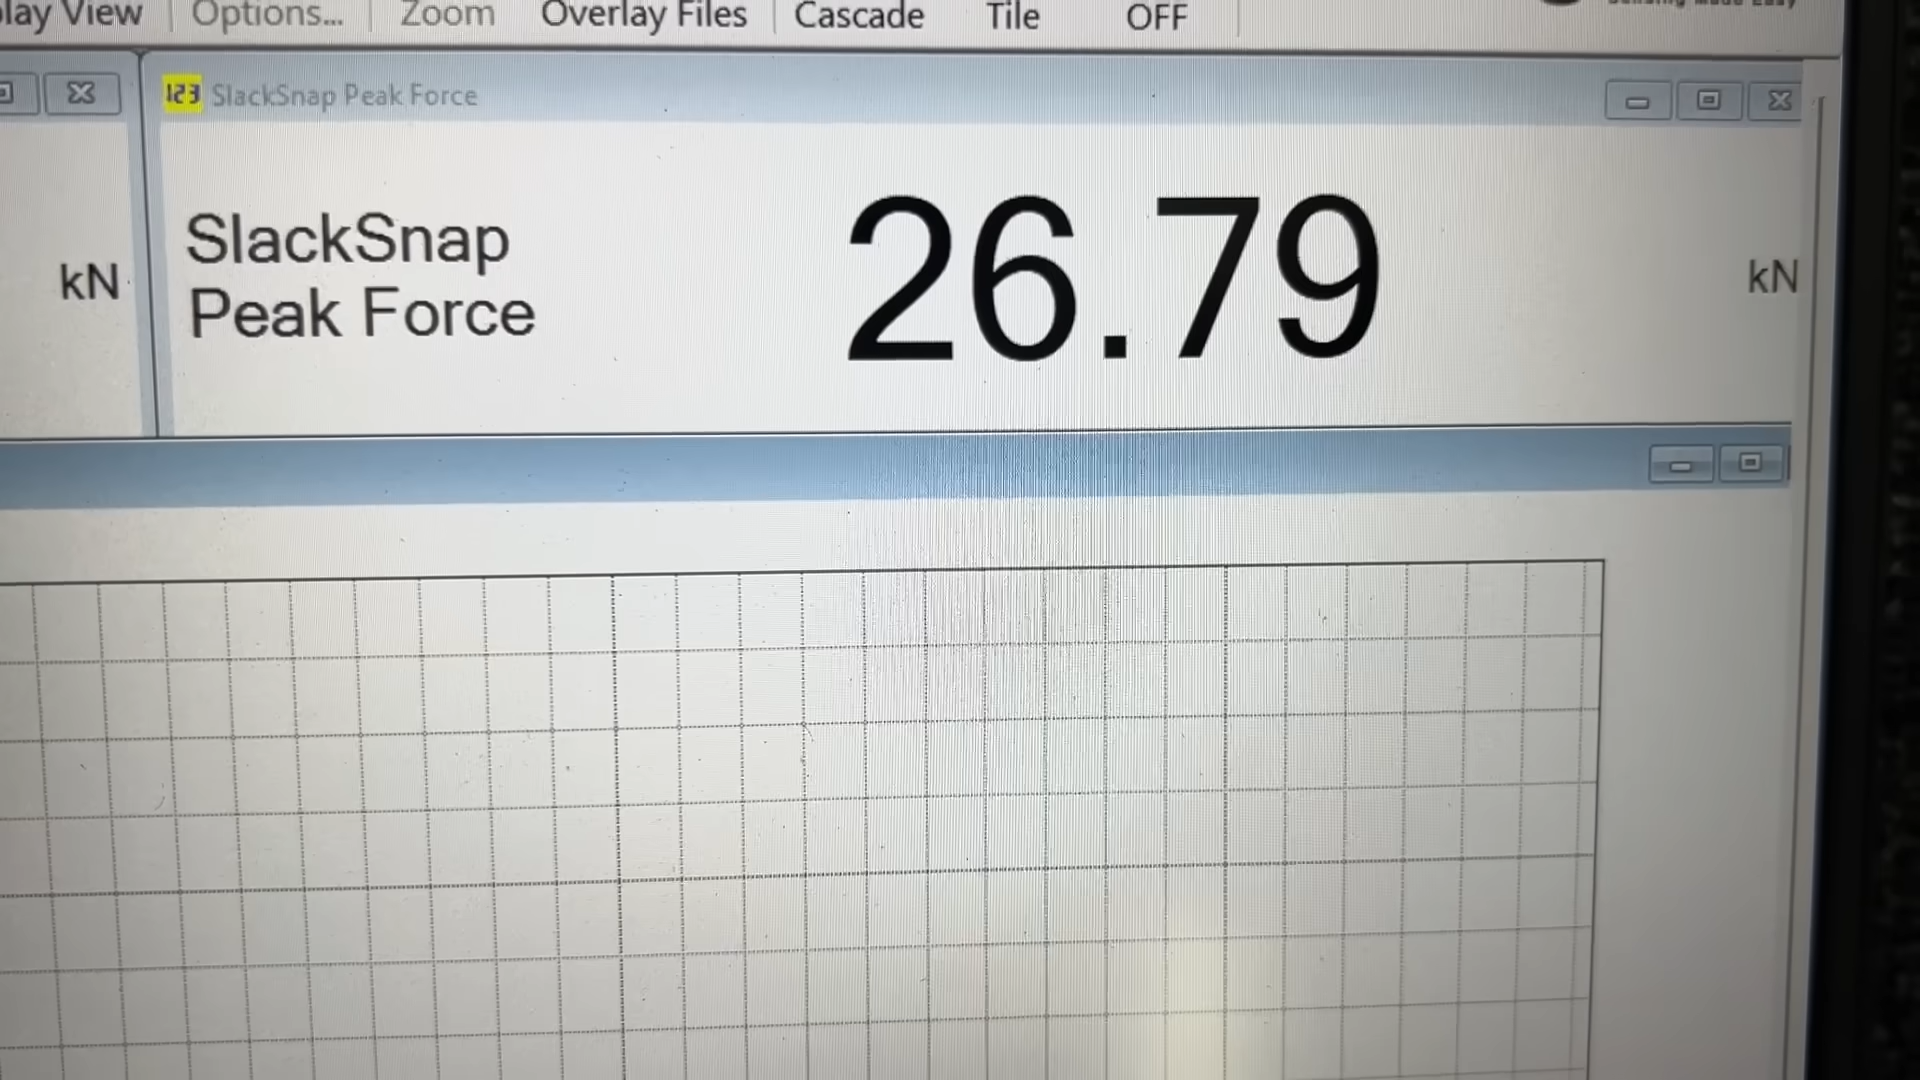 lay View Options... Zoom Overlay Files Cascade Tile OFF
123 SlackSnap Peak Force
kN
SlackSnap
Peak Force
26.79
kN